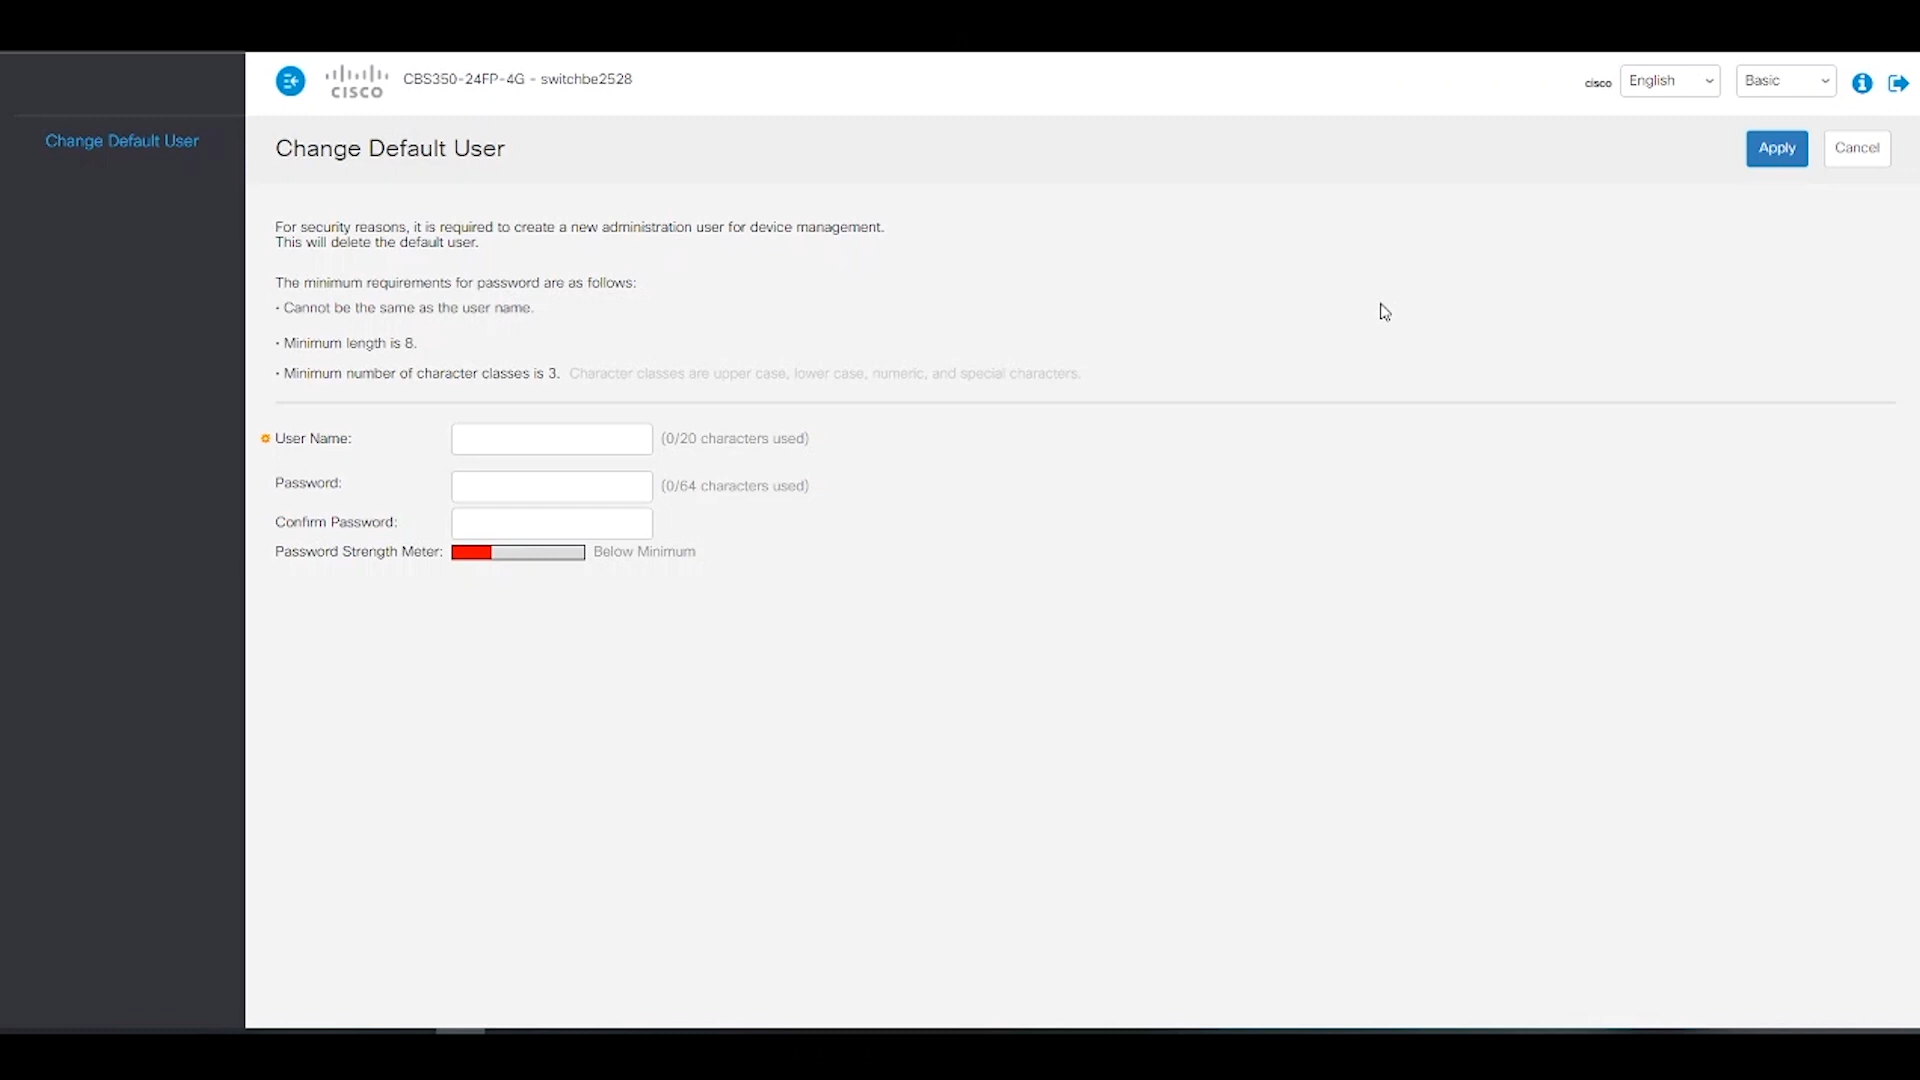 CISCO
CBS350-24FP-4G - switchbe2528
cisco
English
Basic
Change Default User
Change Default User
Apply
Cancel
For security reasons, it is required to create a new administration user for device management.
This will delete the default user.
The minimum requirements for password are as follows:
• Cannot be the same as the user name.
• Minimum length is 8.
• Minimum number of character classes is 3. Character classes are upper case, lower case, numeric, and special characters.
User Name:
(0/20 characters used)
Password:
(0/64 characters used)
Confirm Password:
Password Strength Meter:
Below Minimum